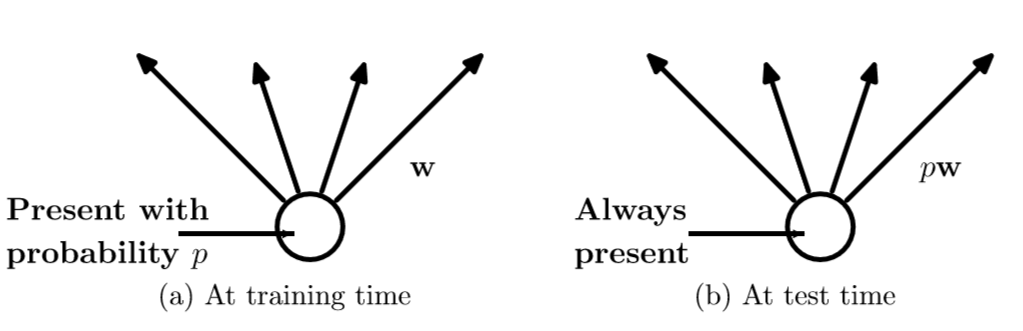 w
Present with
probability p
(a) At training time
pw
Always
present
(b) At test time